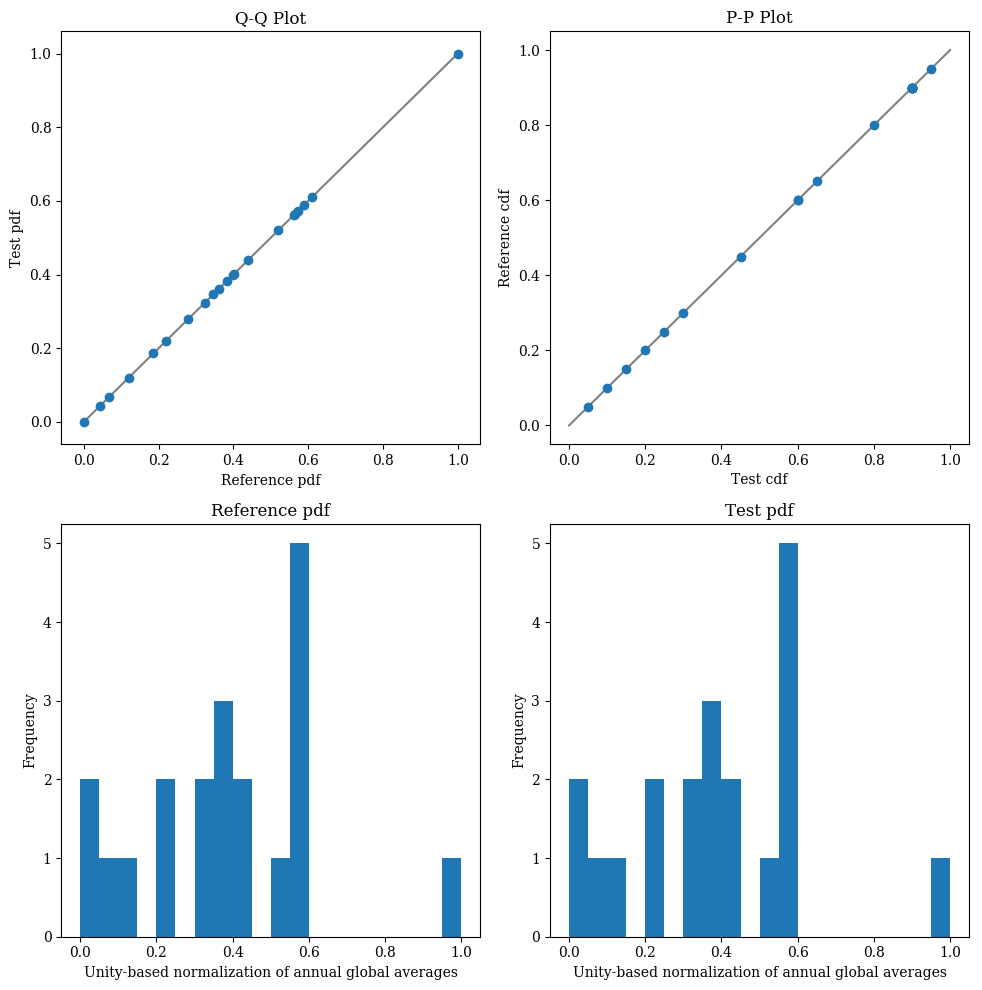 Q-Q Plot
1.0
0.8
0.6
0.4
0.2
0.0
Test pdf
0.0 0.2 0.4 0.6 0.8 1.0
Reference pdf
P-P Plot
1.0
0.8
0.6
0.4
0.2
0.0
Reference cdf
0.0 0.2 0.4 0.6 0.8 1.0
Test cdf
Reference pdf
5
4
3
2
1
0
Frequency
0.0 0.2 0.4 0.6 0.8 1.0
Unity-based normalization of annual global averages
Test pdf
5
4
3
2
1
0
Frequency
0.0 0.2 0.4 0.6 0.8 1.0
Unity-based normalization of annual global averages